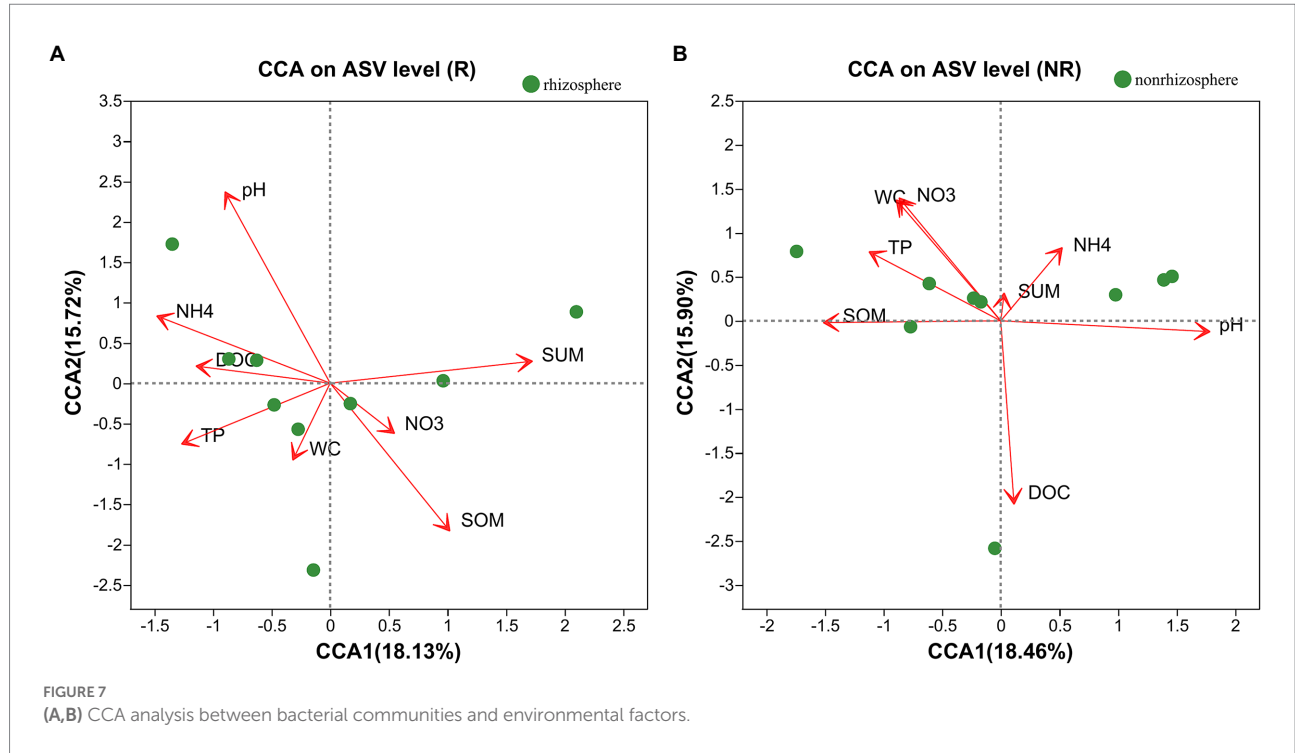 A
CCA on ASV level (R)
rhizosphere
3.5
3
2.5
2
1.5
1
0.5
0
-0.5
-1
-1.5
-2
-2.5
CCA2(15.72%)
pH
NH4
DOC
SUM
TP
WC
NO3
SOM
-1.5 -1 -0.5 0 0.5 1 1.5 2 2.5
CCA1(18.13%)
B
CCA on ASV level (NR)
nonrhizosphere
2.5
2
1.5
1
0.5
0
-0.5
-1
-1.5
-2
-2.5
-3
CCA2(15.90%)
WC NO3
TP
NH4
SUM
SOM
pH
DOC
-2 -1.5 -1 -0.5 0 0.5 1 1.5 2
CCA1(18.46%)
FIGURE 7
(A,B) CCA analysis between bacterial communities and environmental factors.